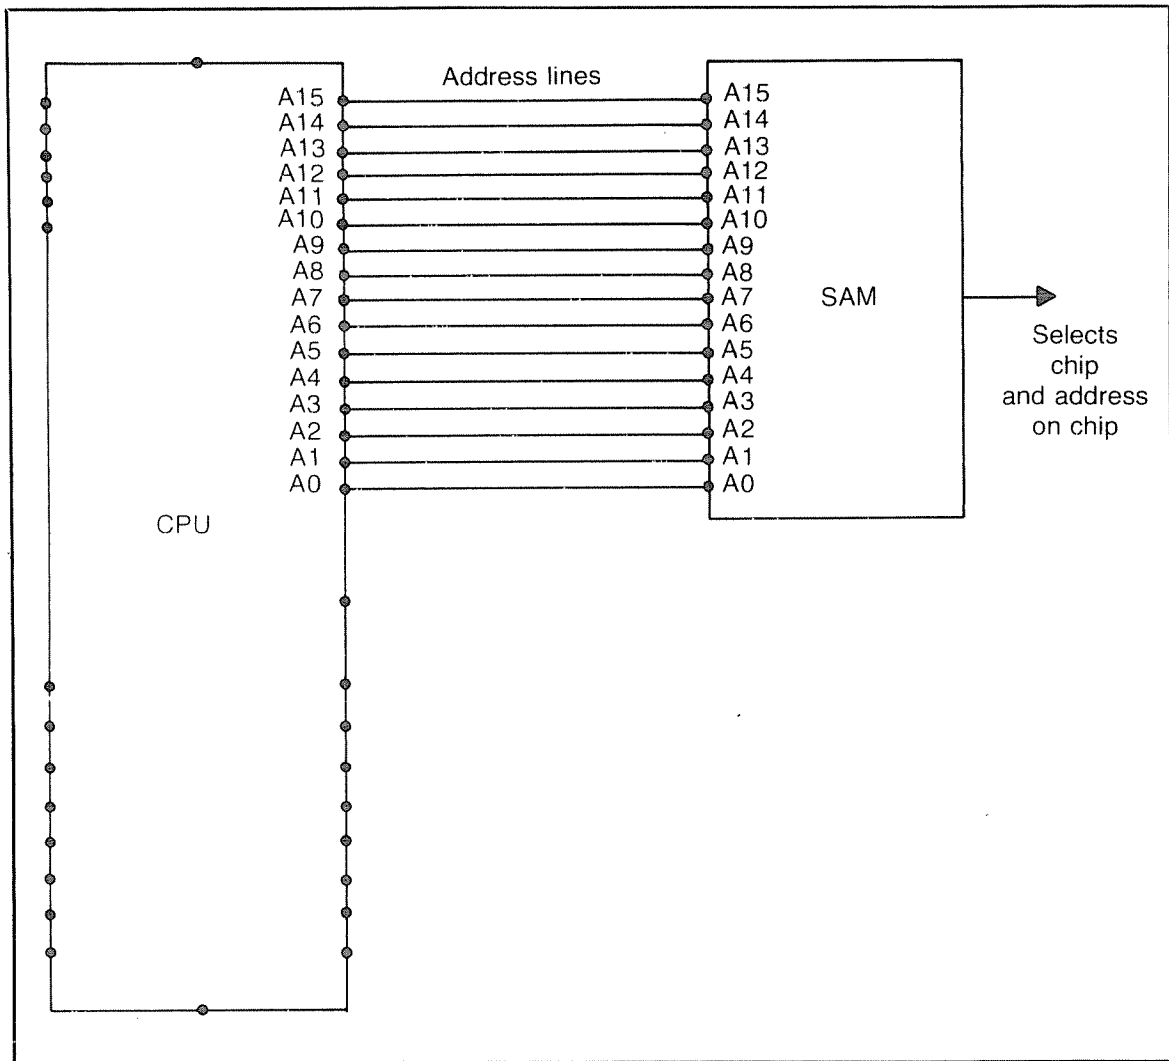 Address lines
A15
A14
A13
A12
A11
A10
A9
A8
A7
A6
A5
A4
A3
A2
A1
A0
CPU
A15
A14
A13
A12
A11
A10
A9
A8
A7
A6
A5
A4
A3
A2
A1
A0
SAM
Selects
chip
and address
on chip